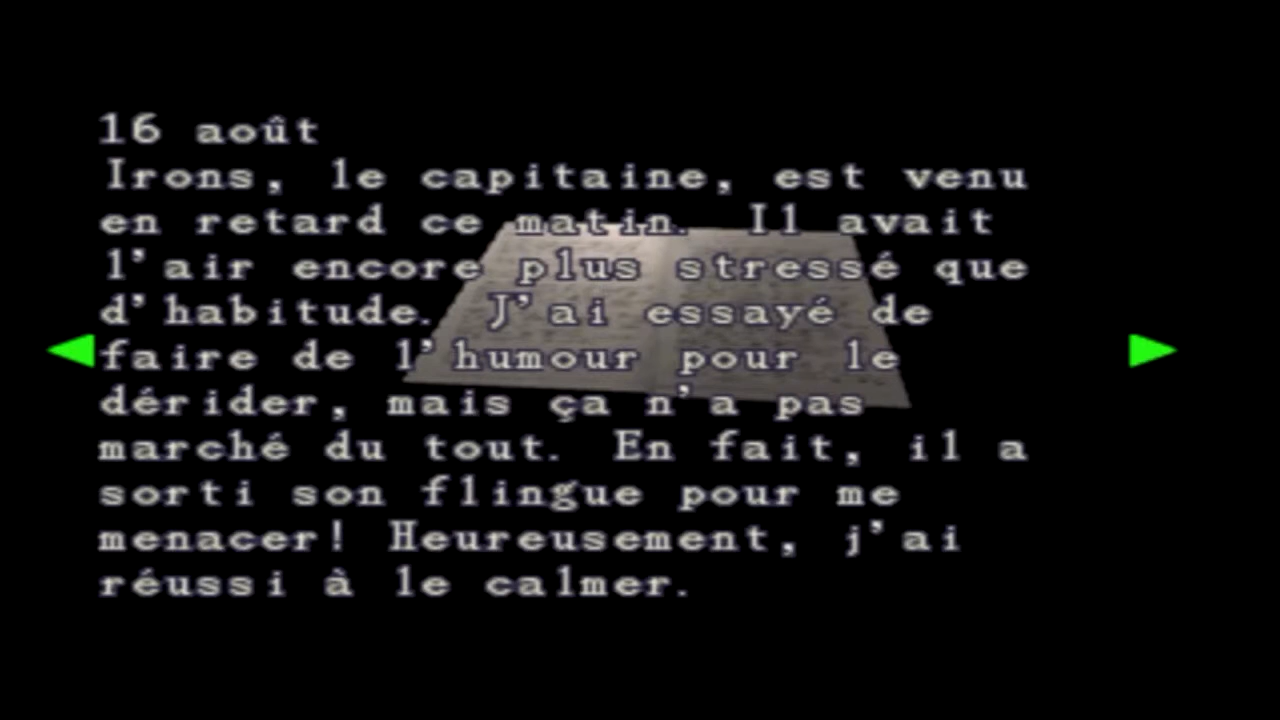 16 août
Irons, le capitaine, est venu
en retard ce matin. Il avait
l'air encore plus stressé que
d'habitude. J'ai essayé de
faire de l'humour pour le
dérider, mais ça n'a pas
marché du tout. En fait, il a
sorti son flingue pour me
menacer! Heureusement, j'ai
réussi à le calmer.